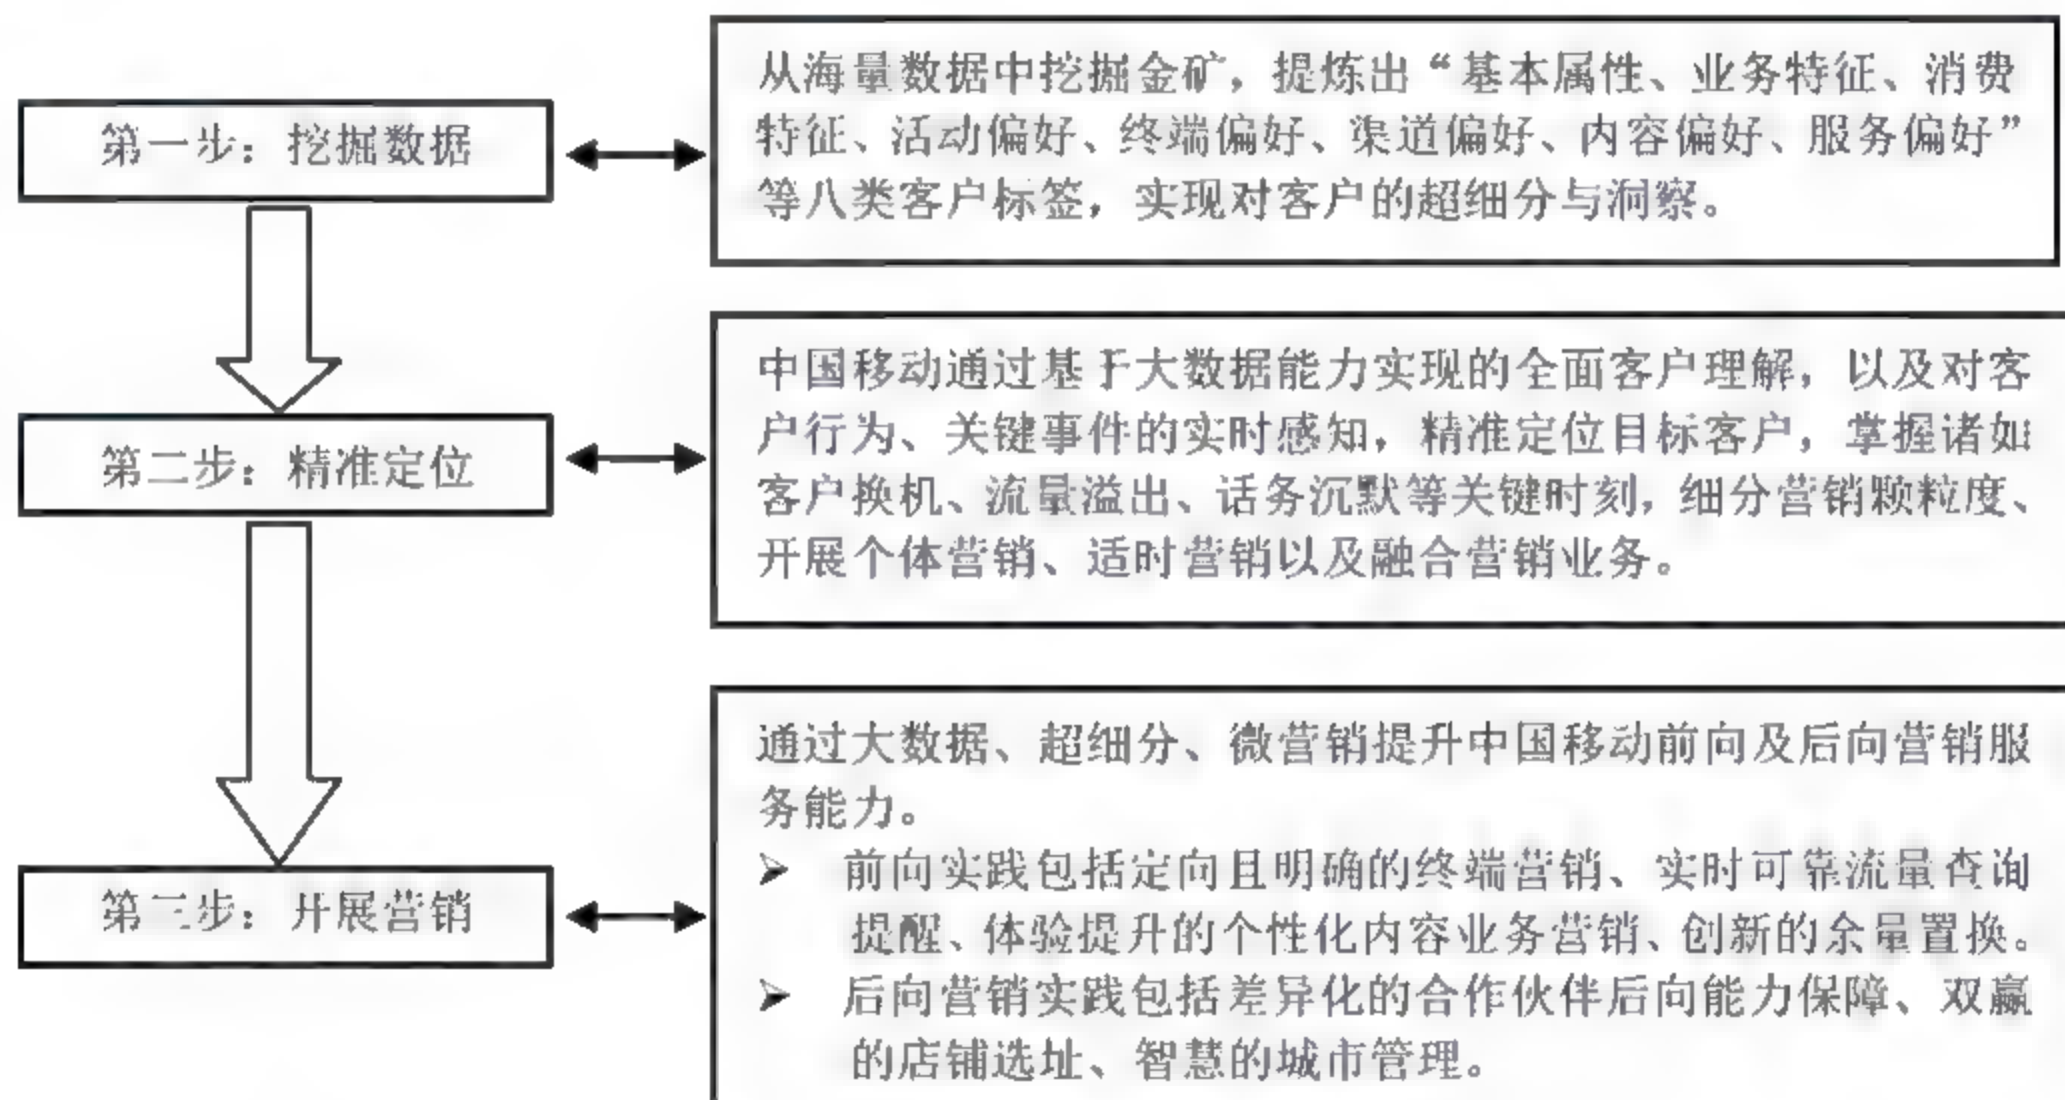 第一步：挖掘数据
从海量数据中挖掘金矿，提炼出“基本属性、业务特征、消费
特征、活动偏好、终端偏好、渠道偏好、内容偏好、服务偏好”
等八类客户标签，实现对客户的超细分与洞察。
第二步：精准定位
中国移动通过基于大数据能力实现的全面客户理解，以及对客
户行为、关键事件的实时感知，精准定位目标客户，掌握诸如
客户换机、流量溢出、话务沉默等关键时刻，细分营销颗粒度、
开展个体营销、适时营销以及融合营销业务。
第三步：开展营销
通过大数据、超细分、微营销提升中国移动前向及后向营销服
务能力。
➢ 前向实践包括定向且明确的终端营销、实时可靠流量查询
提醒、体验提升的个性化内容业务营销、创新的余量置换。
➢ 后向营销实践包括差异化的合作伙伴后向能力保障、双赢
的店铺选址、智慧的城市管理。